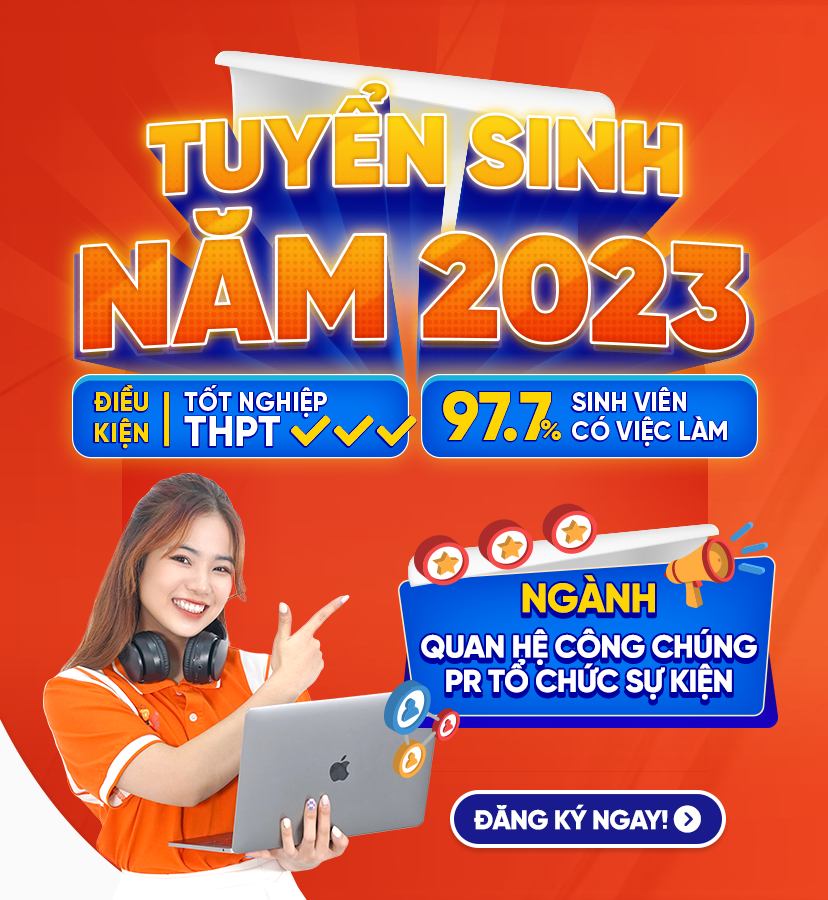 TUYỂN SINH
NĂM 2023
ĐIỀU KIỆN
TỐT NGHIỆP
THPT
97.7%
SINH VIÊN
CÓ VIỆC LÀM
NGÀNH
QUAN HỆ CÔNG CHÚNG
PR TỔ CHỨC SỰ KIỆN
ĐĂNG KÝ NGAY!